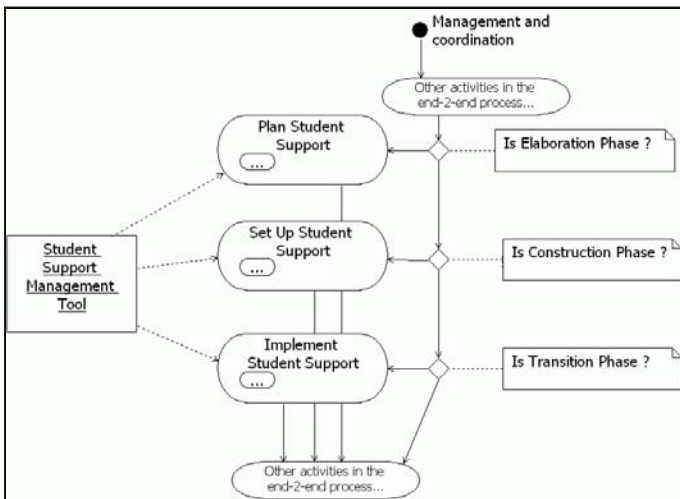 Management and
coordination
Other activities in the
end-2-end process...
Plan Student
Support
...
Is Elaboration Phase ?
Set Up Student
Support
...
Is Construction Phase ?
Student
Support
Management
Tool
Implement
Student Support
...
Is Transition Phase ?
Other activities in the
end-2-end process...